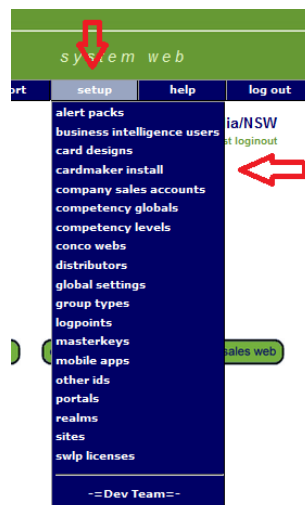 system web
ort setup help log out
alert packs
ia/NSW
business intelligence users
st loginout
card designs
cardmaker install
company sales accounts
competency globals
competency levels
conco webs
distributors
global settings
group types
logpoints
masterkeys
sales web
mobile apps
other ids
portals
realms
sites
swlp licenses
-=Dev Team=-